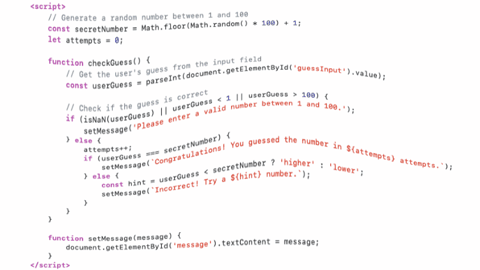 <script>
// Generate a random number between 1 and 100
const secretNumber = Math.floor(Math.random() * 100) + 1;
let attempts = 0;
function checkGuess() {
// Get the user's guess from the input field
const userGuess = parseInt(document.getElementById('guessInput').value);
// Check if the guess is correct
if (isNaN(userGuess) || userGuess < 1 || userGuess > 100) {
setMessage('Please enter a valid number between 1 and 100.');
} else {
attempts++;
if (userGuess === secretNumber) {
setMessage(`Congratulations! You guessed the number in ${attempts} attempts.`);
} else {
const hint = userGuess < secretNumber ? 'higher' : 'lower';
setMessage(`Incorrect! Try a ${hint} number.`);
}
}
}
function setMessage(message) {
document.getElementById('message').textContent = message;
}
</script>